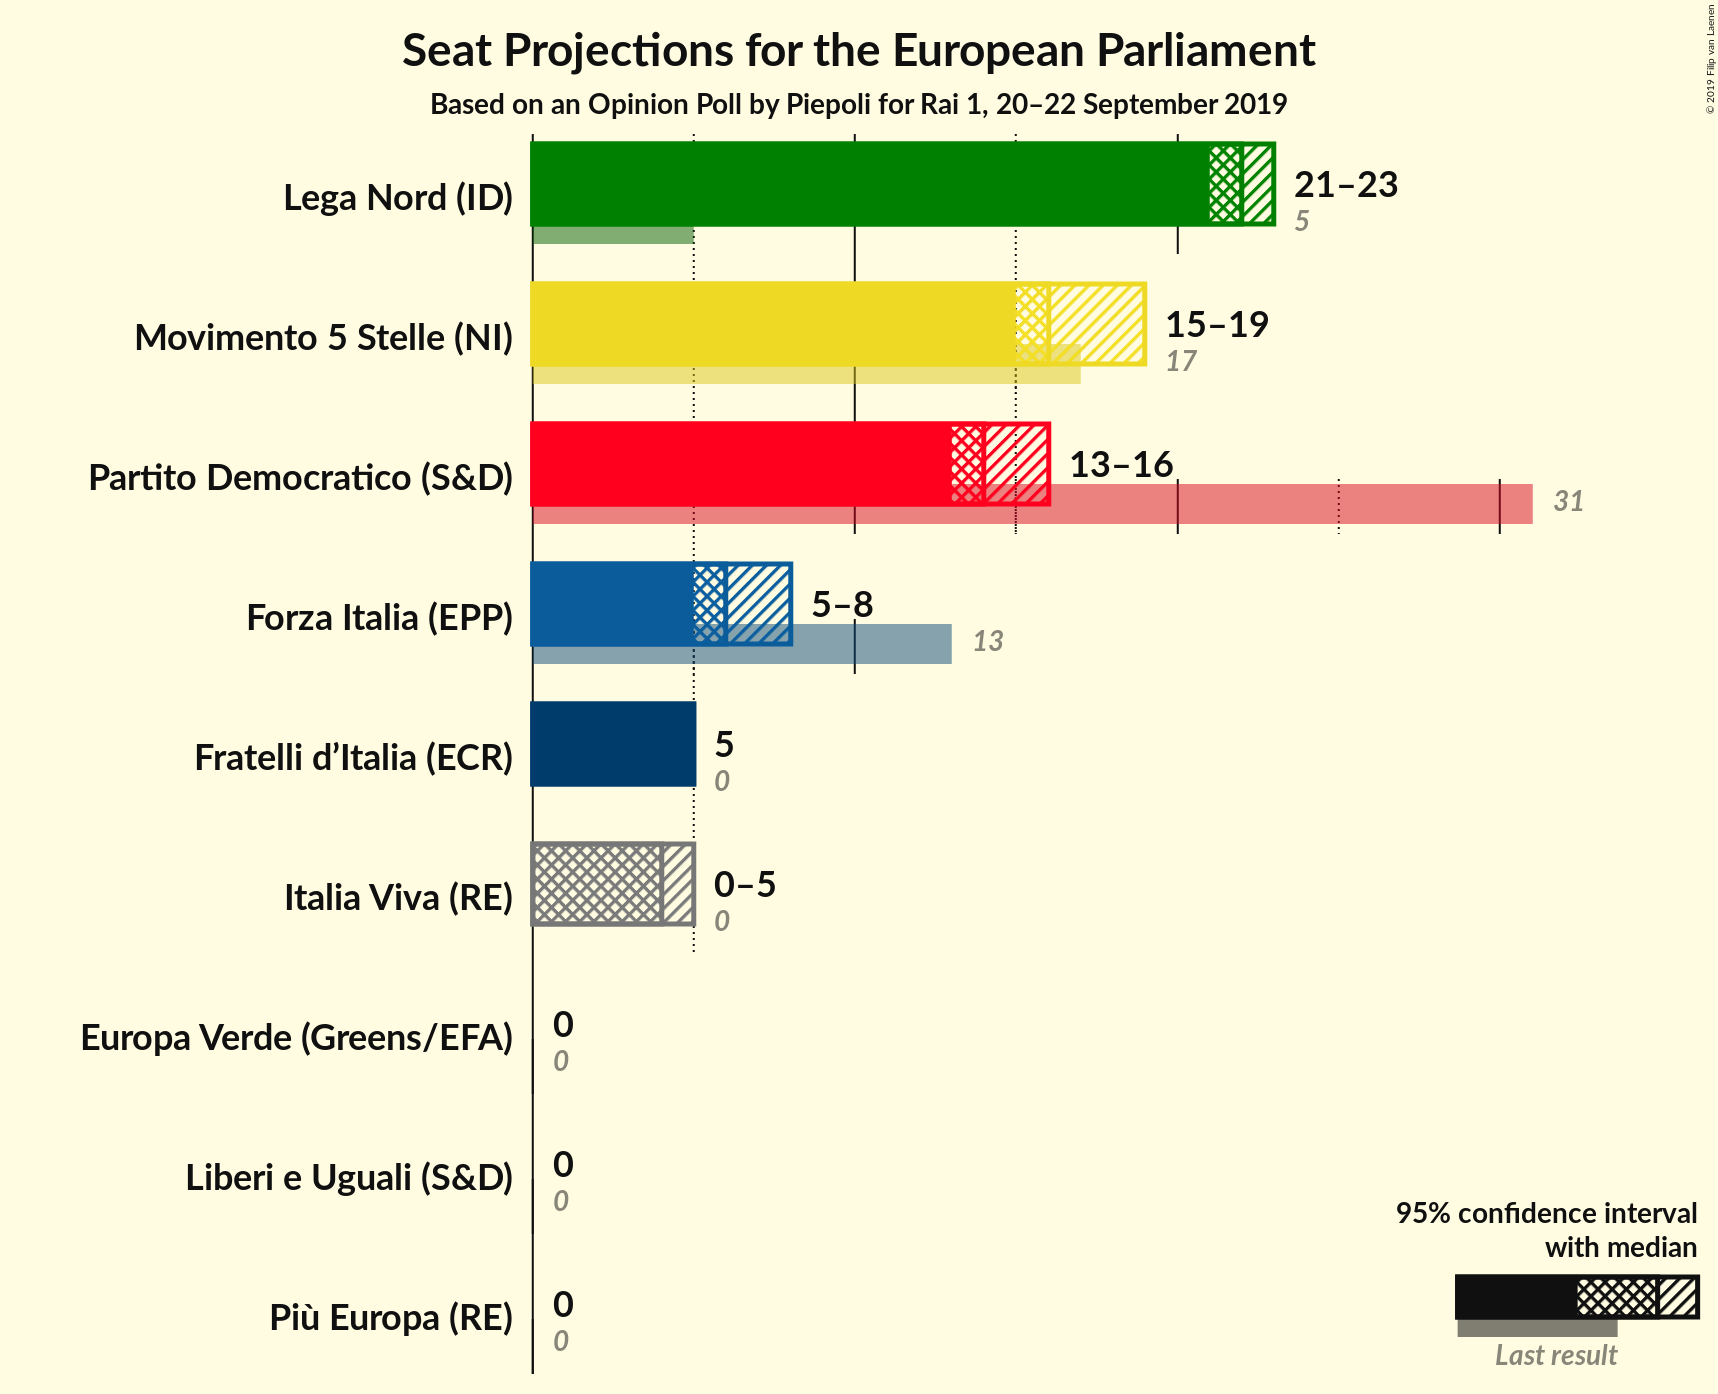 Seat Projections for the European Parliament
Based on an Opinion Poll by Piepoli for Rai 1, 20–22 September 2019
© 2019 Filip van Laenen
Lega Nord (ID)
21–23
5
Movimento 5 Stelle (NI)
15–19
17
Partito Democratico (S&D)
13–16
31
Forza Italia (EPP)
5–8
13
Fratelli d’Italia (ECR)
5
0
Italia Viva (RE)
0–5
0
Europa Verde (Greens/EFA)
0
0
Liberi e Uguali (S&D)
0
0
Più Europa (RE)
0
0
95% confidence interval
with median
Last result